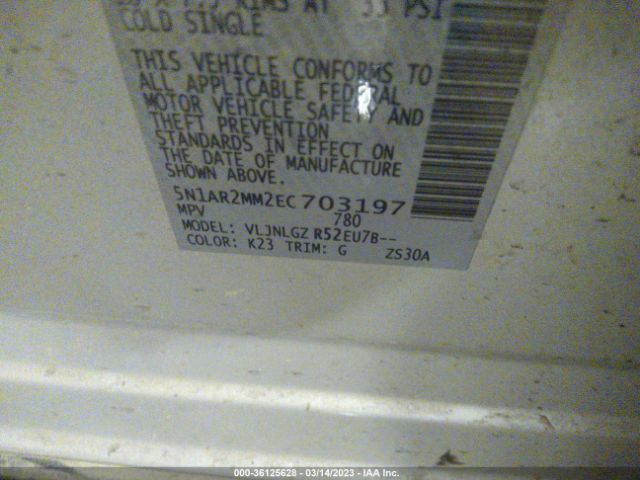 COLD SINGLE
THIS VEHICLE CONFORMS TO
ALL APPLICABLE FEDERAL
MOTOR VEHICLE SAFETY AND
THEFT PREVENTION
STANDARDS IN EFFECT ON
THE DATE OF MANUFACTURE
SHOWN ABOVE.
5N1AR2MM2EC703197
MPV 780
MODEL: VLJNLGZ R52EU7B--
COLOR: K23 TRIM: G ZS30A
000-36125628 - 03/14/2023 - IAA Inc.